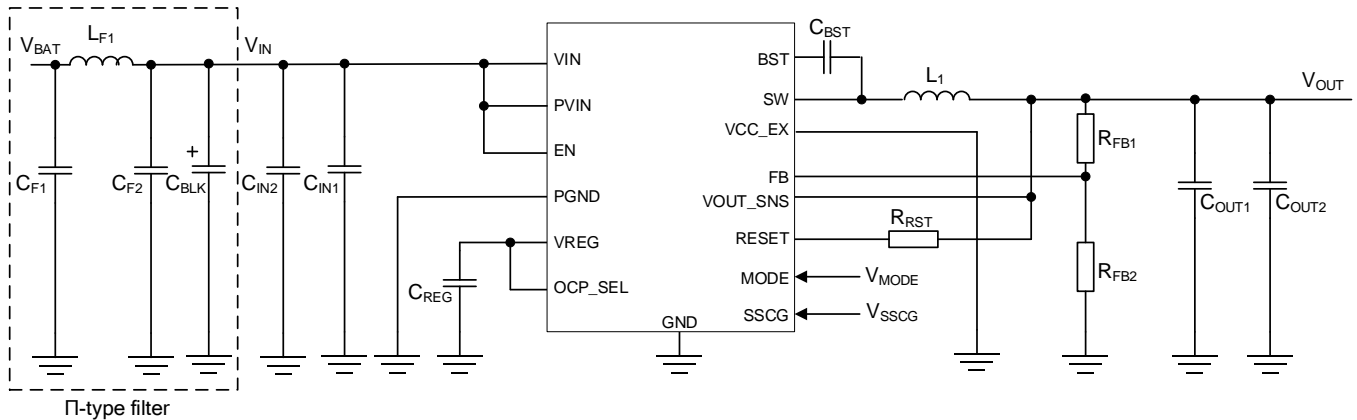 VBAT
LF1
VIN
CF1
CF2
+
CBLK
CIN2
CIN1
Π-type filter
VIN
PVIN
EN
PGND
VREG
OCP_SEL
CREG
GND
BST
SW
VCC_EX
FB
VOUT_SNS
RESET
MODE
SSCG
CBST
L1
RRST
VMODE
VSSCG
RFB1
RFB2
COUT1
COUT2
VOUT